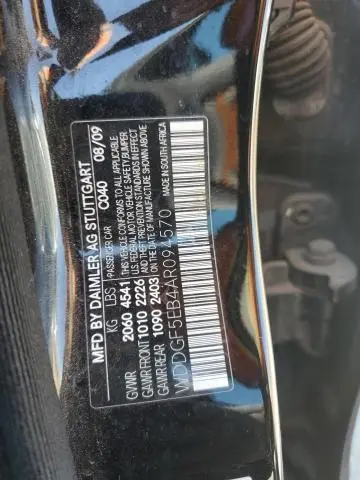 MFD BY DAIMLER AG STUTTGART
PASSENGER CAR C040 08/09
KG LBS THIS VEHICLE CONFORMS TO ALL APPLICABLE
GVWR 2060 4541 FEDERAL MOTOR VEHICLE SAFETY, BUMPER
GAWR FRONT 1010 2226 AND THEFT PREVENTION STANDARDS IN
GAWR REAR 1090 2403 EFFECT ON THE DATE OF MANUFACTURE SHOWN ABOVE
WDDGF5EB4AR094570 MADE IN SOUTH AFRICA